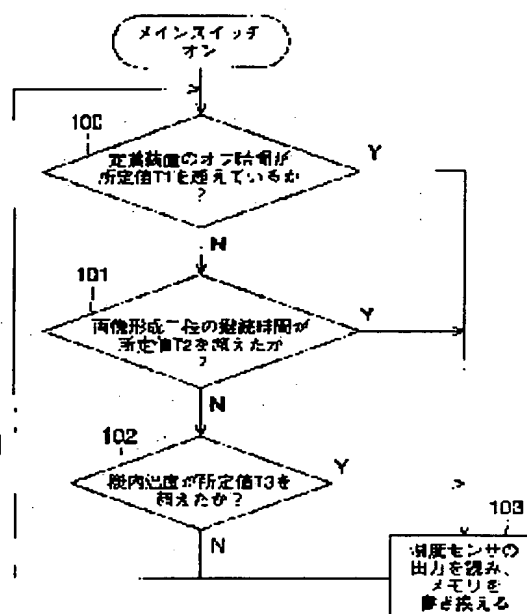 メインスイッチ
オン
100
定着装置のオフ時間が
所定値T1を超えているか
?
Y
N
101
画像形成工程の継続時間が
所定値T2を超えたか
?
Y
N
102
機内温度が所定値T3を
超えたか?
Y
N
103
湿度センサの
出力を読み、
メモリを
書き換える